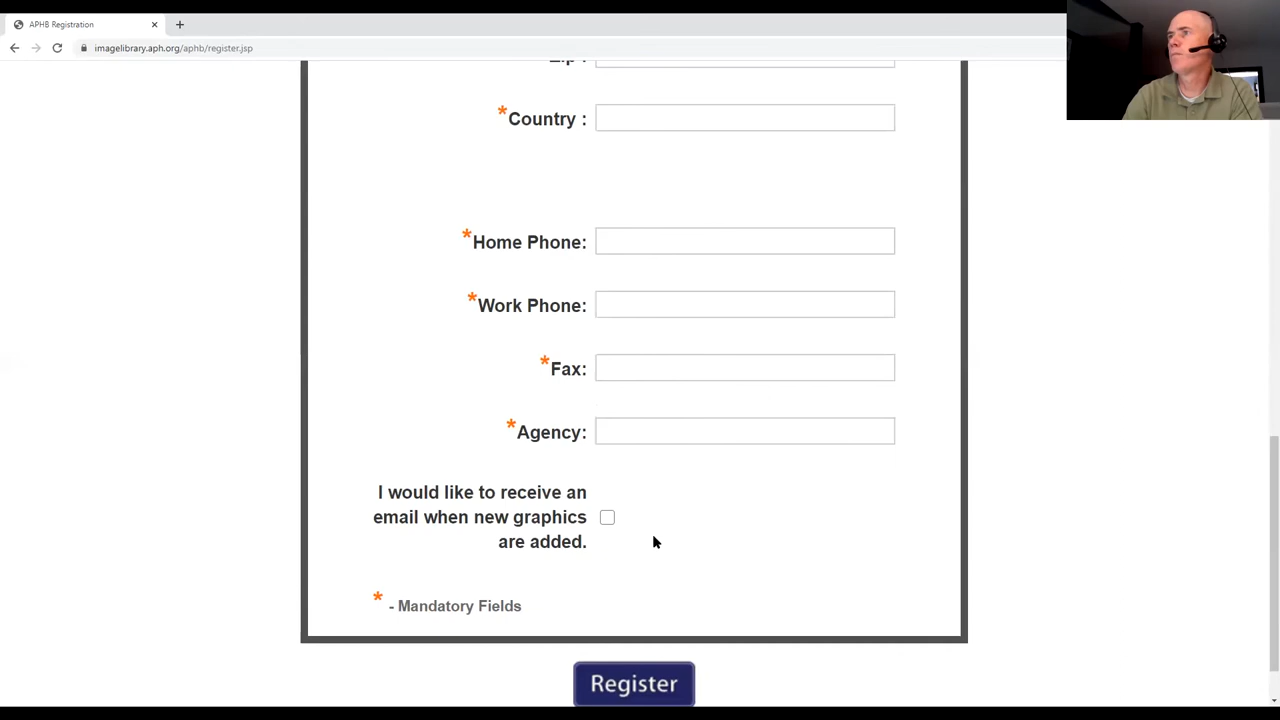 APHB Registration
imagelibrary.aph.org/aphb/register.jsp
Zip :
*Country :
*Home Phone:
*Work Phone:
*Fax:
*Agency:
I would like to receive an
email when new graphics
are added.
* - Mandatory Fields
Register